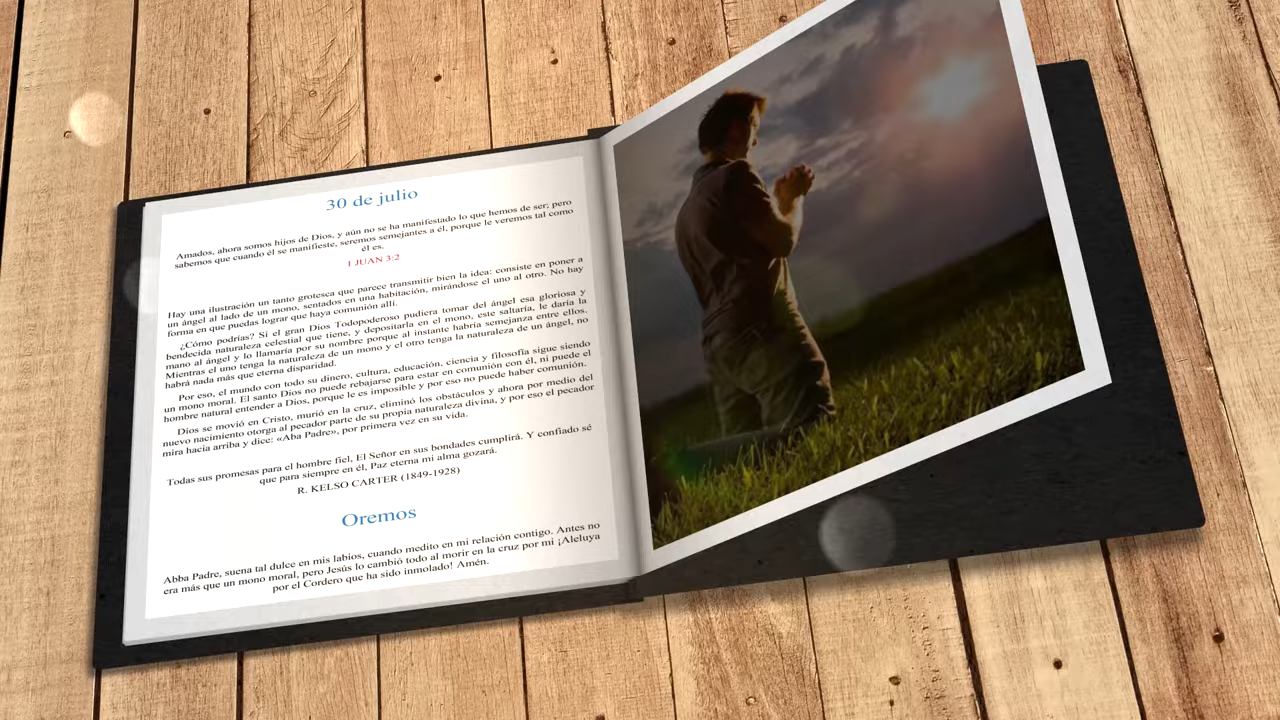 30 de julio
Amados, ahora somos hijos de Dios, y aún no se ha manifestado lo que hemos de ser; pero
sabemos que cuando él se manifieste, seremos semejantes a él, porque le veremos tal como
él es.
1 JUAN 3:2
Hay una ilustración un tanto grotesca que parece transmitir bien la idea: consiste en poner a
un ángel al lado de un mono, sentados en una habitación, mirándose el uno al otro. No hay
forma en que puedas lograr que haya comunión allí.
¿Cómo podrías? Si el gran Dios Todopoderoso pudiera tomar del ángel esa gloriosa y
bendecida naturaleza celestial que tiene, y depositarla en el mono, este saltaría, le daría la
mano al ángel y lo llamaría por su nombre porque al instante habría semejanza entre ellos.
Mientras el uno tenga la naturaleza de un mono y el otro tenga la naturaleza de un ángel, no
habrá nada más que eterna disparidad.
Por eso, el mundo con todo su dinero, cultura, educación, ciencia y filosofía sigue siendo
un mono moral. El santo Dios no puede rebajarse para estar en comunión con él, ni puede el
hombre natural entender a Dios, porque le es imposible y por eso no puede haber comunión.
Dios se movió en Cristo, murió en la cruz, eliminó los obstáculos y ahora por medio del
nuevo nacimiento otorga al pecador parte de su propia naturaleza divina, y por eso el pecador
mira hacia arriba y dice: «Aba Padre», por primera vez en su vida.
Todas sus promesas para el hombre fiel, El Señor en sus bondades cumplirá. Y confiado sé
que para siempre en él, Paz eterna mi alma gozará.
R. KELSO CARTER (1849-1928)
Oremos
Abba Padre, suena tal dulce en mis labios, cuando medito en mi relación contigo. Antes no
era más que un mono moral, pero Jesús lo cambió todo al morir en la cruz por mí ¡Aleluya
por el Cordero que ha sido inmolado! Amén.